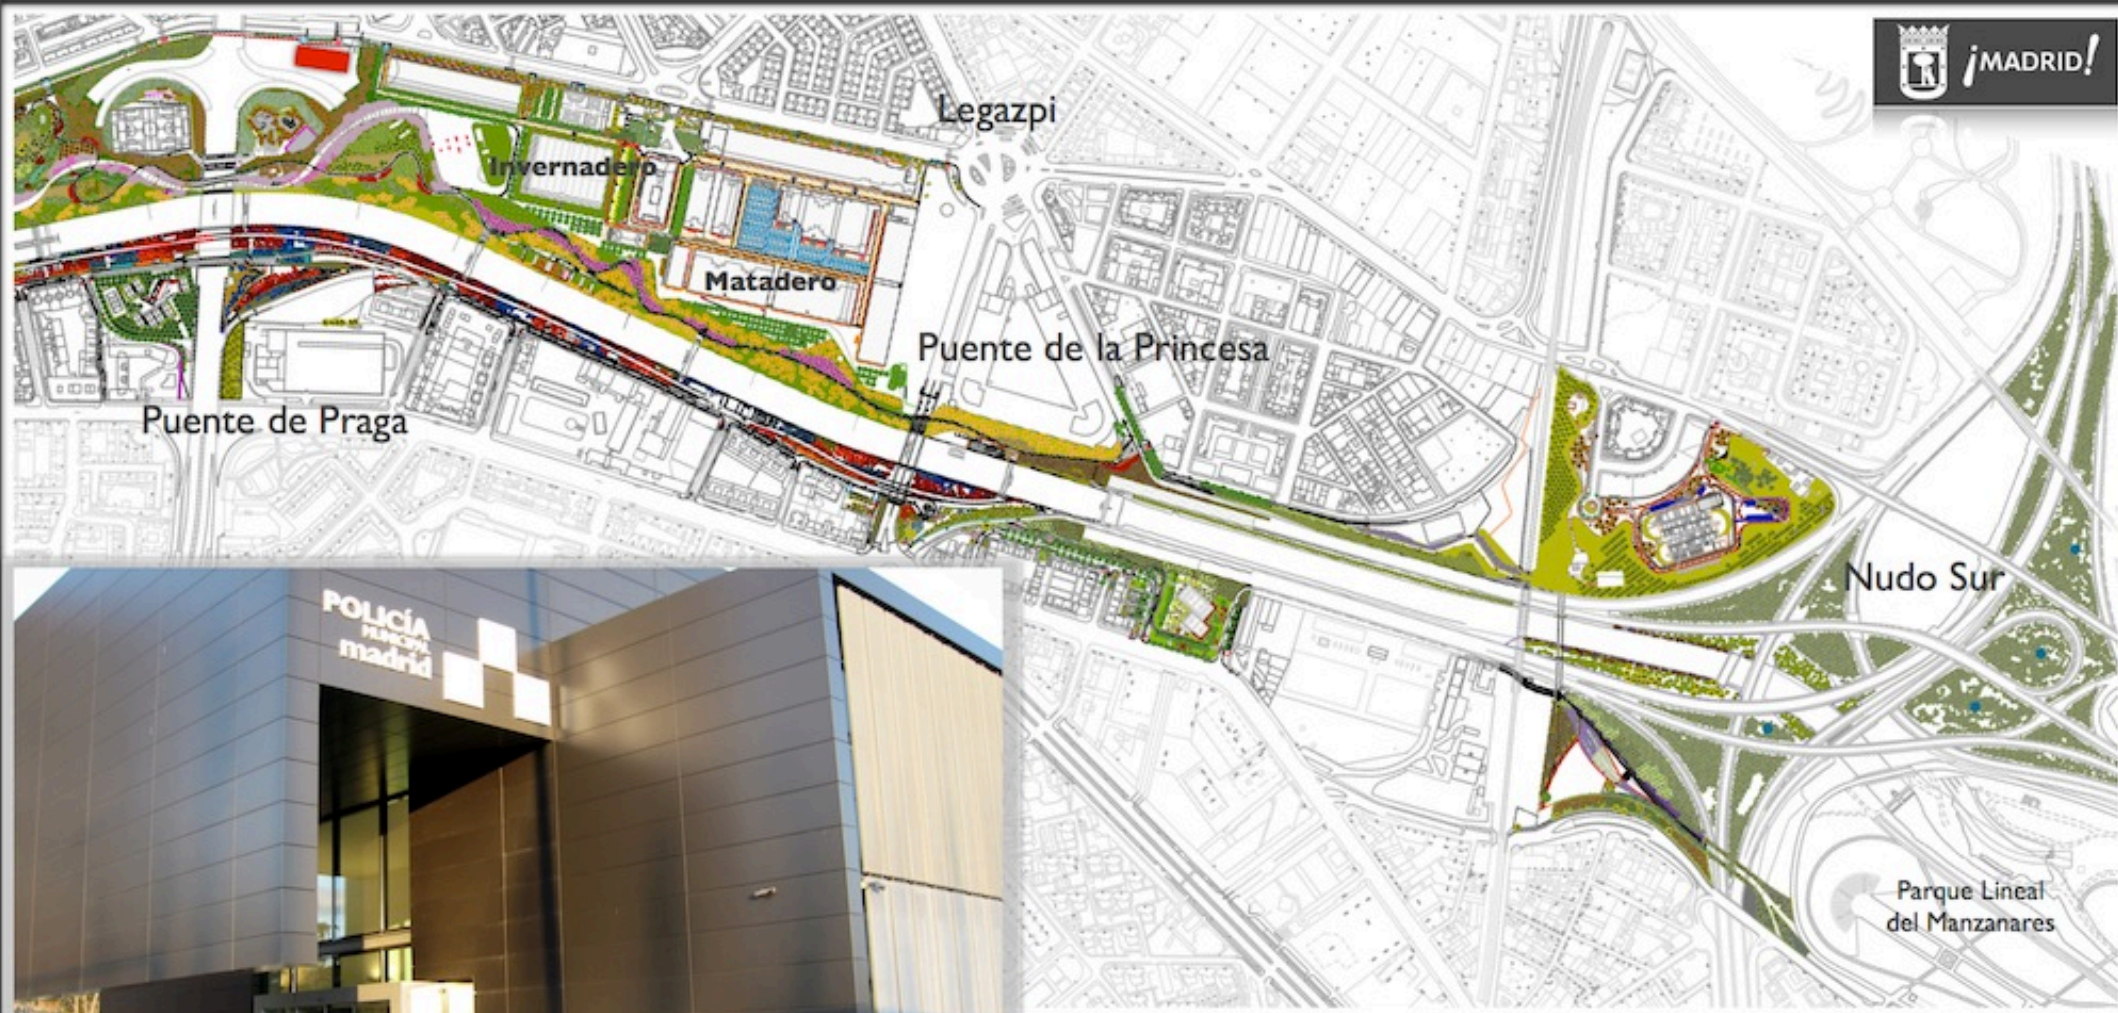 ¡MADRID!
Legazpi
Invernadero
Matadero
Puente de la Princesa
Puente de Praga
Nudo Sur
POLICÍA
MUNICIPAL
madrid
Parque Lineal
del Manzanares